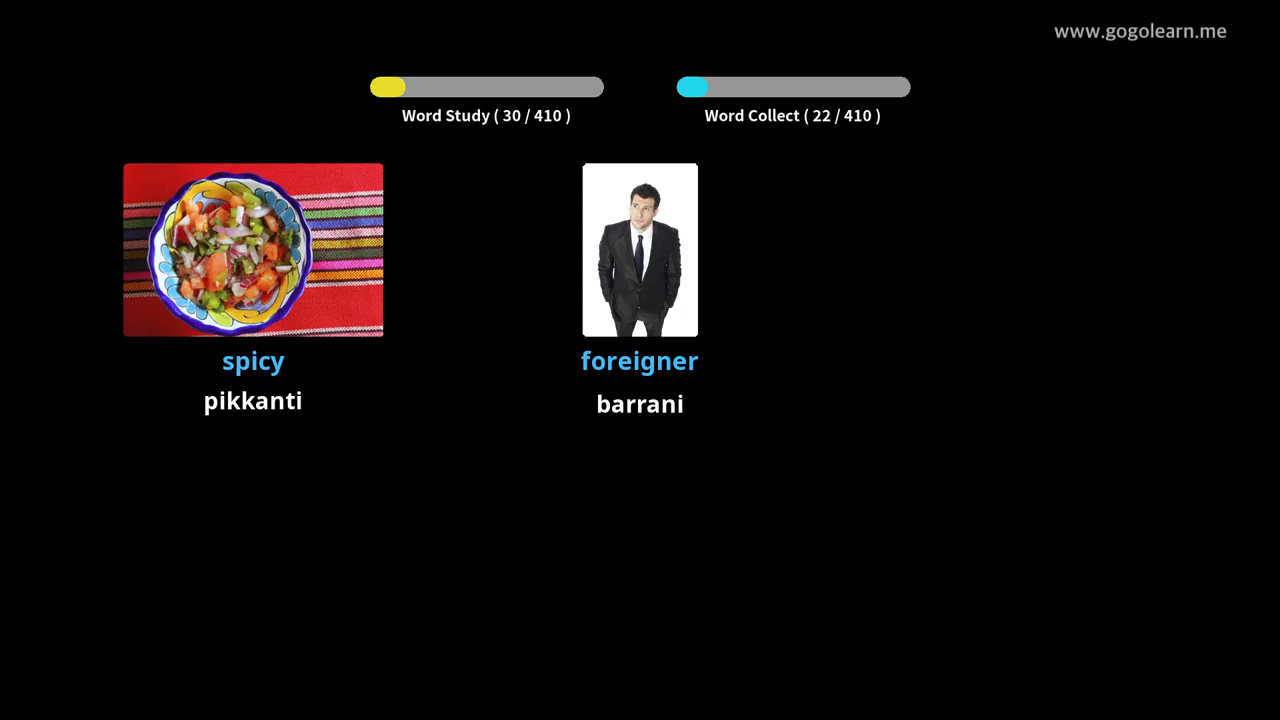 www.gogolearn.me
Word Study ( 30 / 410 )
Word Collect ( 22 / 410 )
spicy
pikkanti
foreigner
barrani